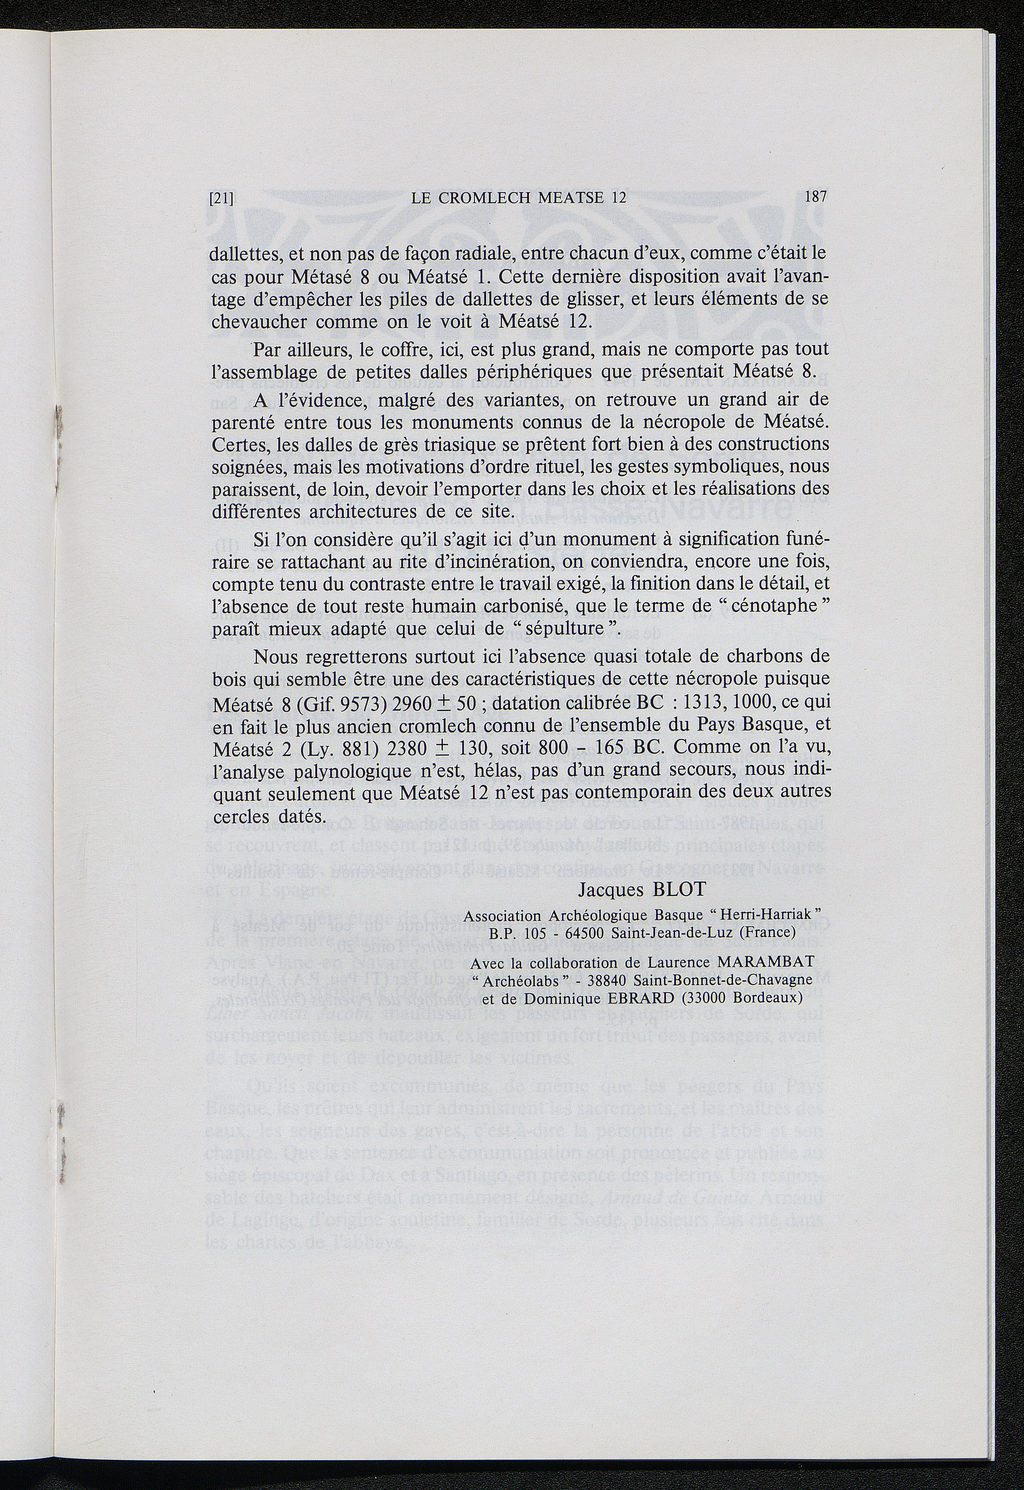 [21] LE CROMLECH MEATSE 12 187
dallettes, et non pas de façon radiale, entre chacun d'eux, comme c'était le
cas pour Métasé 8 ou Méatsé 1. Cette dernière disposition avait l'avan-
tage d'empêcher les piles de dallettes de glisser, et leurs éléments de se
chevaucher comme on le voit à Méatsé 12.
Par ailleurs, le coffre, ici, est plus grand, mais ne comporte pas tout
l'assemblage de petites dalles périphériques que présentait Méatsé 8.
A l'évidence, malgré des variantes, on retrouve un grand air de
parenté entre tous les monuments connus de la nécropole de Méatsé.
Certes, les dalles de grès triasique se prêtent fort bien à des constructions
soignées, mais les motivations d'ordre rituel, les gestes symboliques, nous
paraissent, de loin, devoir l'emporter dans les choix et les réalisations des
différentes architectures de ce site.
Si l'on considère qu'il s'agit ici d'un monument à signification funé-
raire se rattachant au rite d'incinération, on conviendra, encore une fois,
compte tenu du contraste entre le travail exigé, la finition dans le détail, et
l'absence de tout reste humain carbonisé, que le terme de “ cénotaphe ”
paraît mieux adapté que celui de “ sépulture ”.
Nous regretterons surtout ici l'absence quasi totale de charbons de
bois qui semble être une des caractéristiques de cette nécropole puisque
Méatsé 8 (Gif. 9573) 2960 ± 50 ; datation calibrée BC : 1313, 1000, ce qui
en fait le plus ancien cromlech connu de l'ensemble du Pays Basque, et
Méatsé 2 (Ly. 881) 2380 ± 130, soit 800 – 165 BC. Comme on l'a vu,
l'analyse palynologique n'est, hélas, pas d'un grand secours, nous indi-
quant seulement que Méatsé 12 n'est pas contemporain des deux autres
cercles datés.
Jacques BLOT
Association Archéologique Basque “ Herri-Harriak ”
B.P. 105 - 64500 Saint-Jean-de-Luz (France)
Avec la collaboration de Laurence MARAMBAT
“ Archéolabs ” - 38840 Saint-Bonnet-de-Chavagne
et de Dominique EBRARD (33000 Bordeaux)